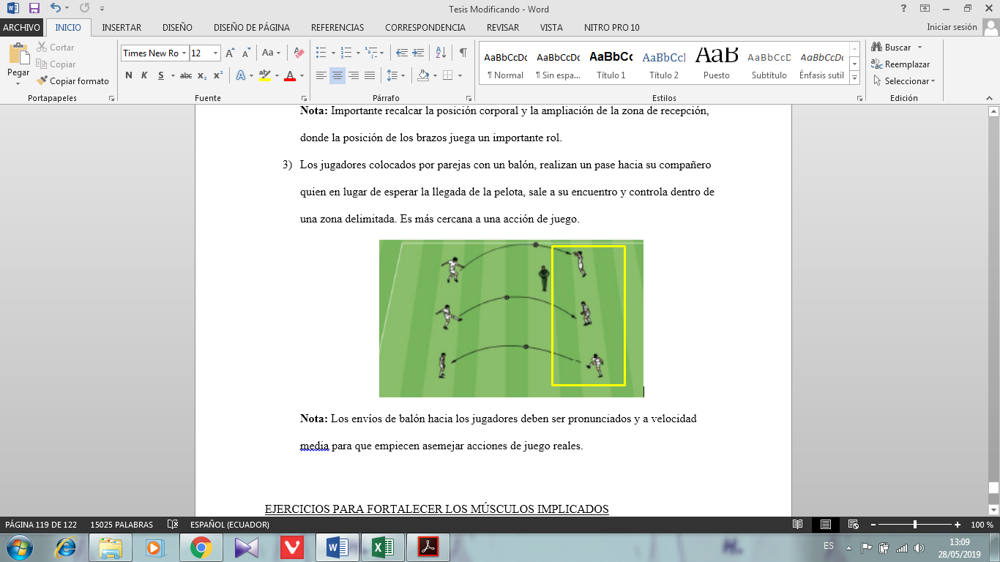 Tesis Modificando - Word
?
ARCHIVO INICIO INSERTAR DISEÑO DISEÑO DE PÁGINA REFERENCIAS CORRESPONDENCIA REVISAR VISTA NITRO PRO 10 Iniciar sesión
Pegar
Cortar
Copiar
Copiar formato
Portapapeles
Times New Ro 12
Aa
N K S abc x₂ x² A ab A
Fuente
Párrafo
AaBbCcDc AaBbCcDc AaBbCc AaBbCcI AaB AaBbCcD AaBbCcDc
¶ Normal ¶ Sin espa... Título 1 Título 2 Puesto Subtítulo Énfasis sutil
Estilos
Buscar
Reemplazar
Seleccionar
Edición
Nota: Importante recalcar la posición corporal y la ampliación de la zona de recepción,
donde la posición de los brazos juega un importante rol.
3) Los jugadores colocados por parejas con un balón, realizan un pase hacia su compañero
quien en lugar de esperar la llegada de la pelota, sale a su encuentro y controla dentro de
una zona delimitada. Es más cercana a una acción de juego.
Nota: Los envíos de balón hacia los jugadores deben ser pronunciados y a velocidad
media para que empiecen asemejar acciones de juego reales.
EJERCICIOS PARA FORTALECER LOS MÚSCULOS IMPLICADOS
PÁGINA 119 DE 122 15025 PALABRAS ESPAÑOL (ECUADOR) 100 %
ES
13:09
28/05/2019